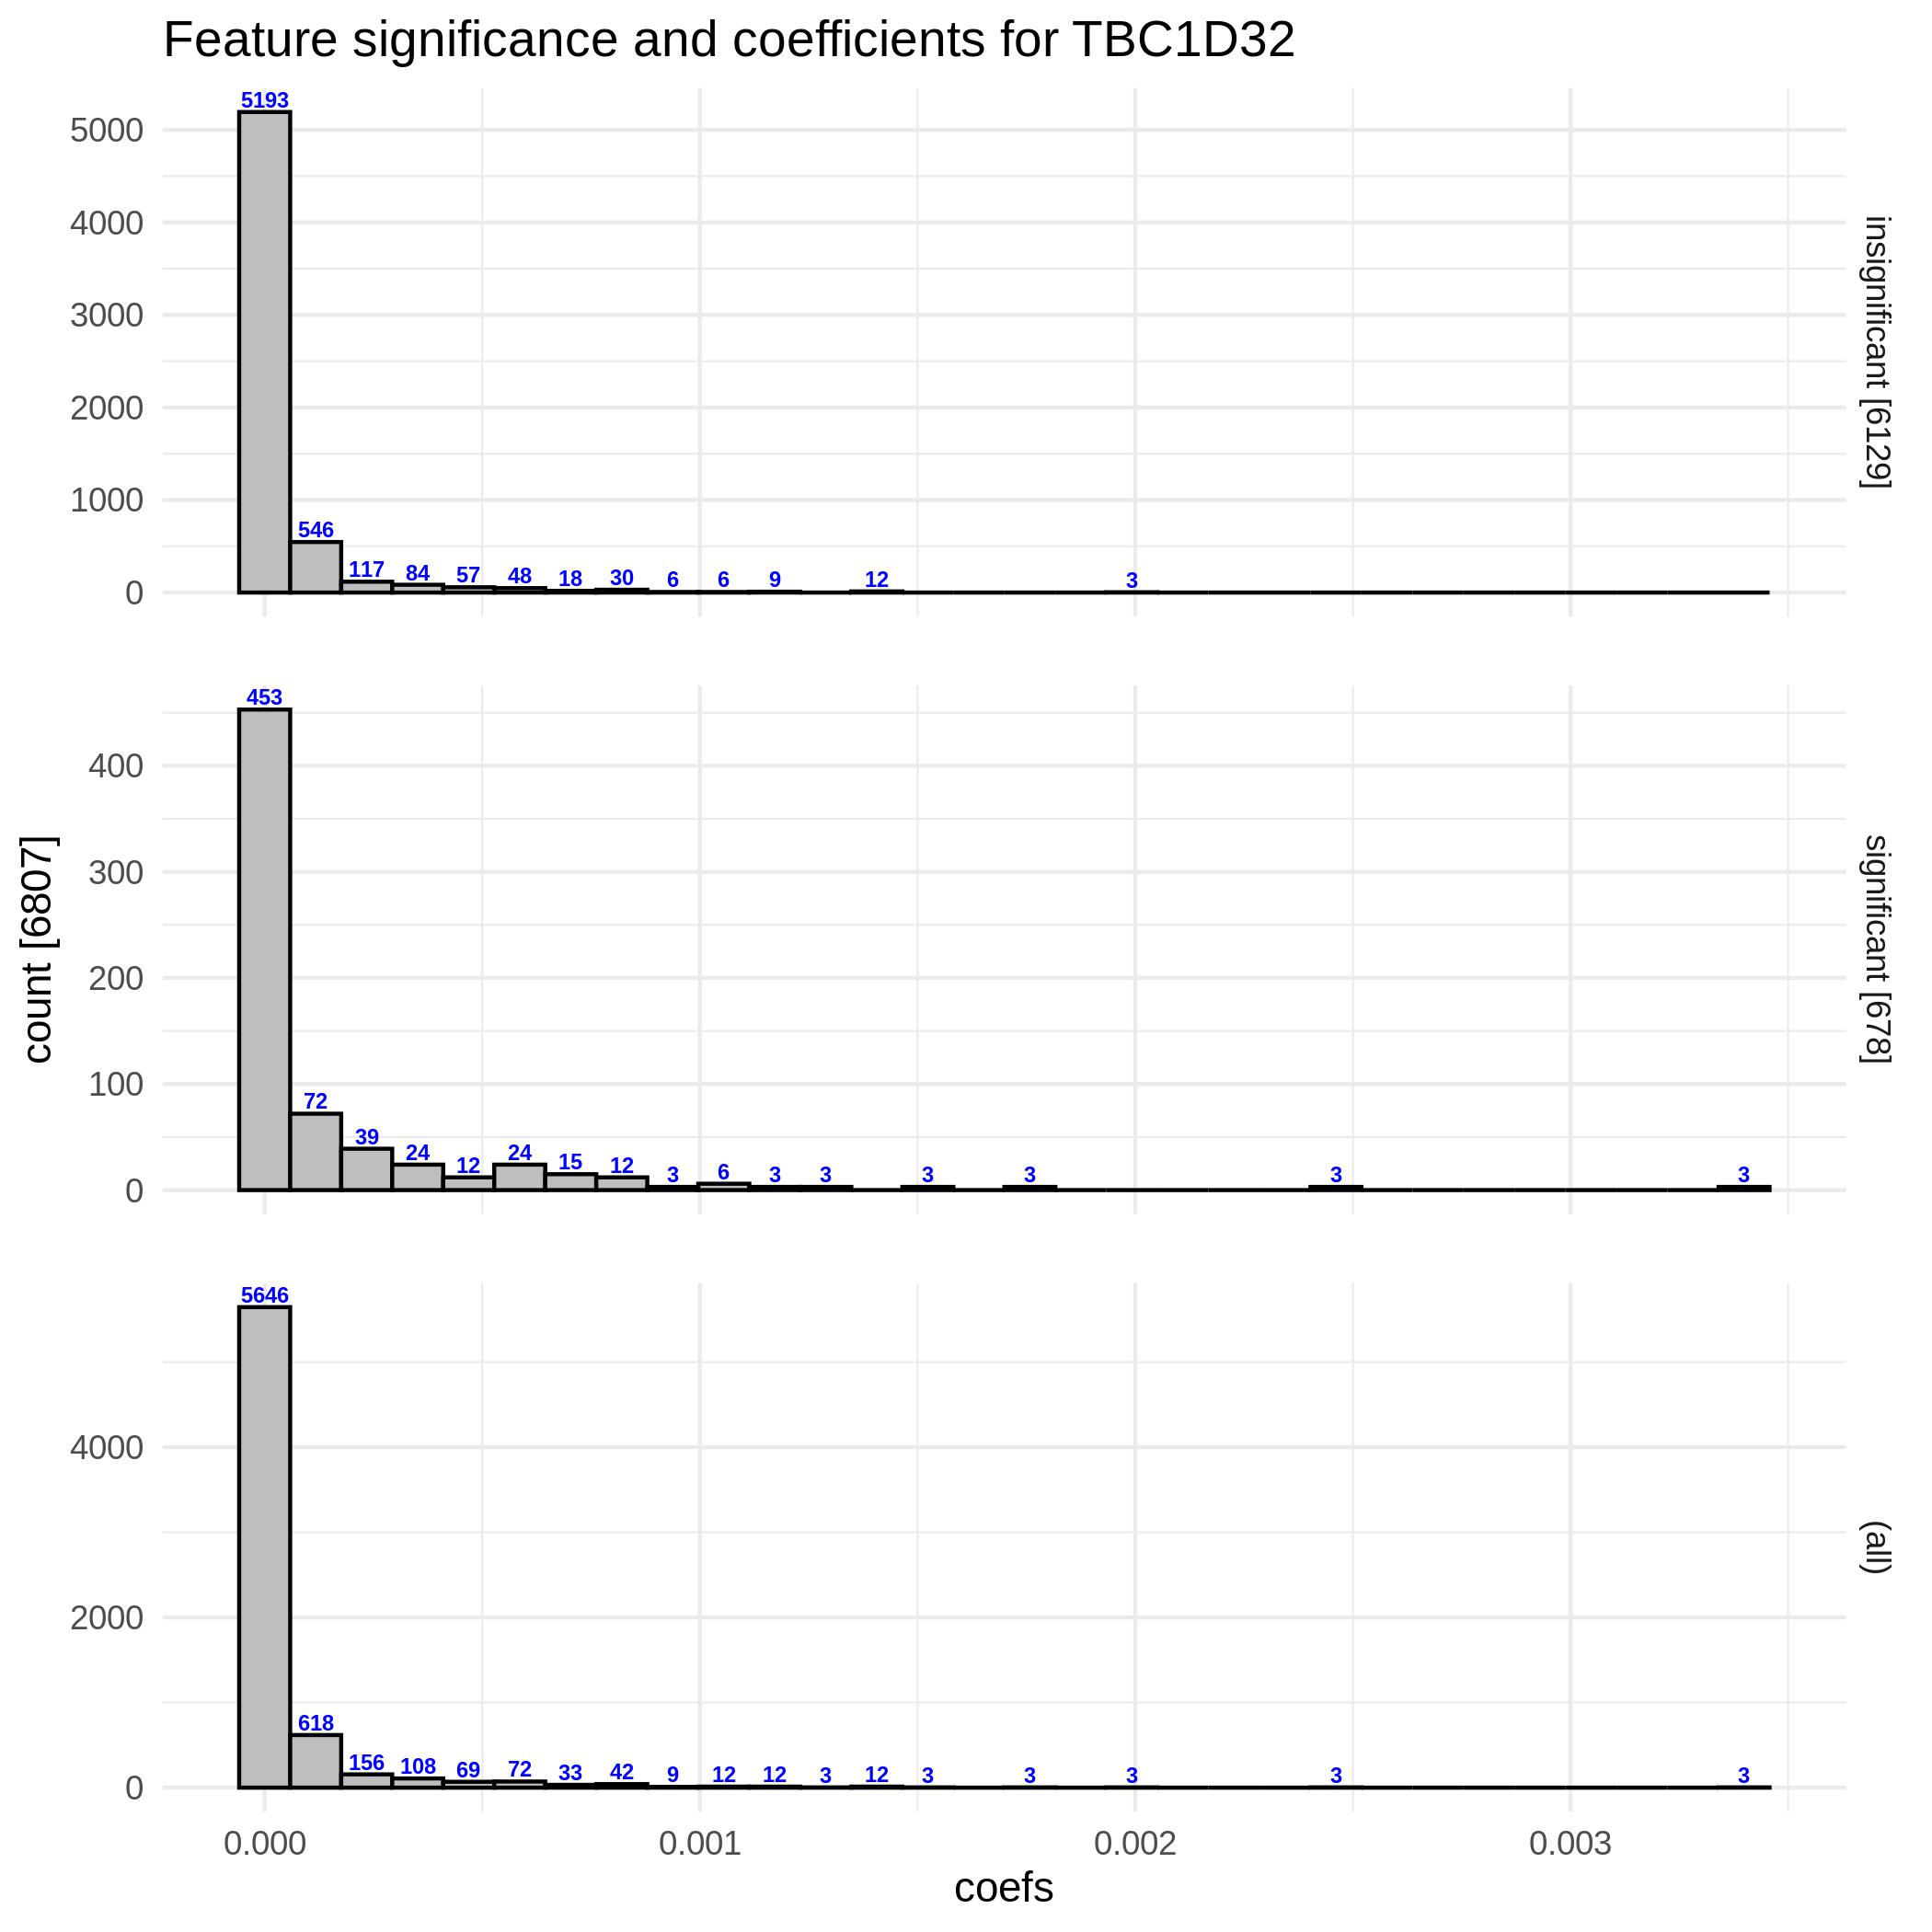 Feature significance and coefficients for TBC1D32
count [6807]
5000
4000
3000
2000
1000
0
5193
546
117 84 57 48 18 30 6 6 9 12 3
insignificant [6129]
400
300
200
100
0
453
72
39
24 12 24 15 12 3 6 3 3 3 3 3 3
significant [678]
4000
2000
0
5646
618
156 108 69 72 33 42 9 12 12 3 12 3 3 3 3 3
(all)
0.000 0.001 0.002 0.003
coefs